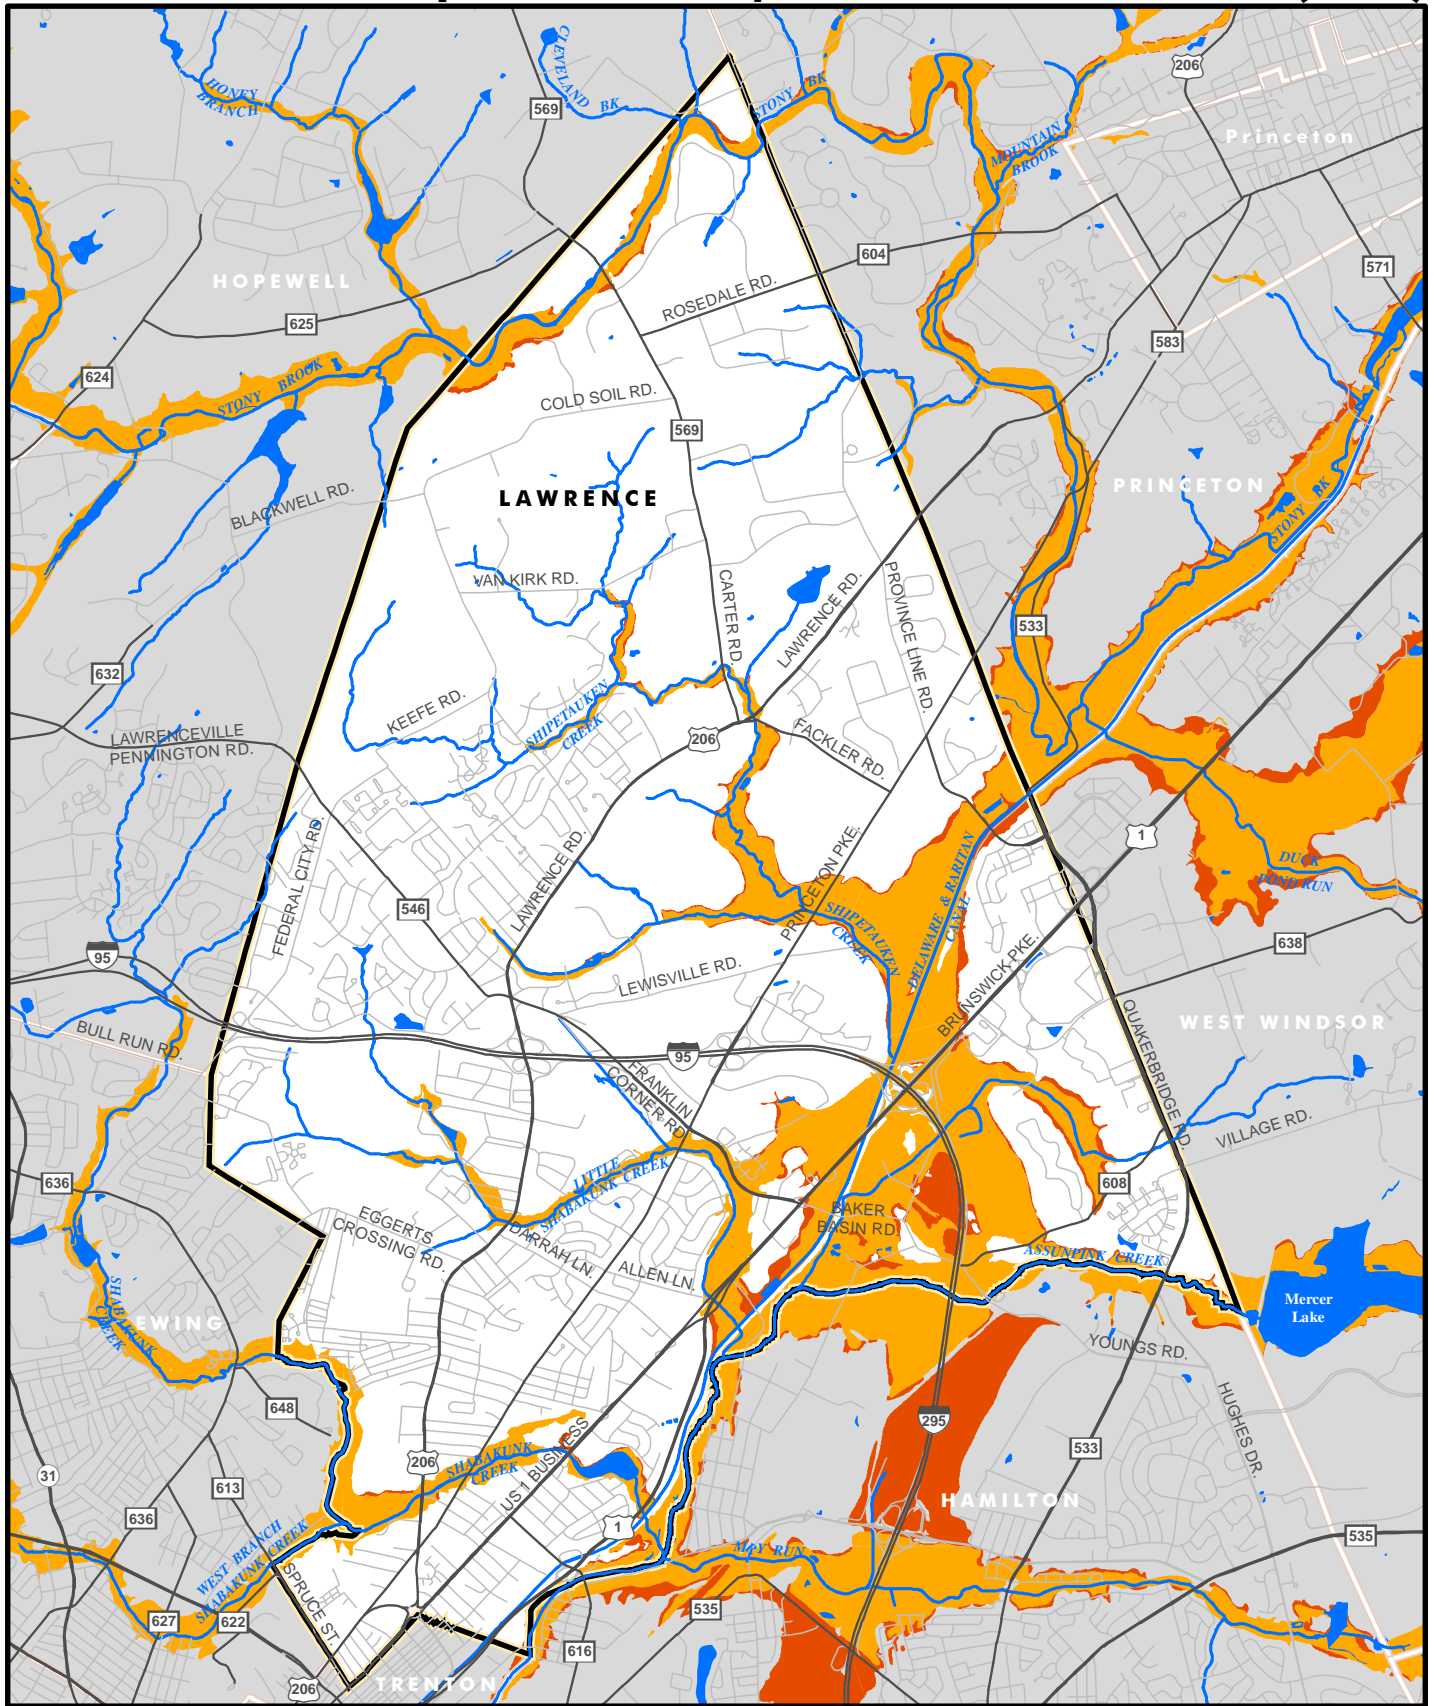 CLEVELAND BK
HONEY
BRANCH
569
STONY BK
206
MOUNTAIN
BROOK
Princeton
HOPEWELL
604
571
ROSEDALE RD.
625
583
624
STONY BROOK
COLD SOIL RD.
569
BLACKWELL RD.
LAWRENCE
PRINCETON
STONY BK
VAN KIRK RD.
CARTER RD.
LAWRENCE RD.
PROVINCE LINE RD.
533
632
KEEFE RD.
SHIPETAUKEN
CREEK
LAWRENCEVILLE
PENNINGTON RD.
206
FACKLER RD.
1
FEDERAL CITY RD.
LAWRENCE RD.
PRINCETON PKE.
DELAWARE & RARITAN
CANAL
DUCK
POND RUN
546
SHIPETAUKEN
CREEK
638
95
LEWISVILLE RD.
BRUNSWICK PKE.
QUAKERBRIDGE RD.
WEST WINDSOR
BULL RUN RD.
95
FRANKLIN
CORNER RD.
VILLAGE RD.
636
LITTLE
SHABAKUNK CREEK
608
EGGERTS
CROSSING RD.
DARRAH LN.
BAKER
BASIN RD.
ALLEN LN.
ASSUNPINK CREEK
Mercer
Lake
SHABAKUNK
CREEK
EWING
YOUNGS RD.
HUGHES DR.
648
295
533
31
613
206
SHABAKUNK
CREEK
US 1 BUSINESS
HAMILTON
636
1
535
WEST BRANCH
SHABAKUNK CREEK
MIRY RUN
SPRUCE ST.
627
622
535
616
206
TRENTON